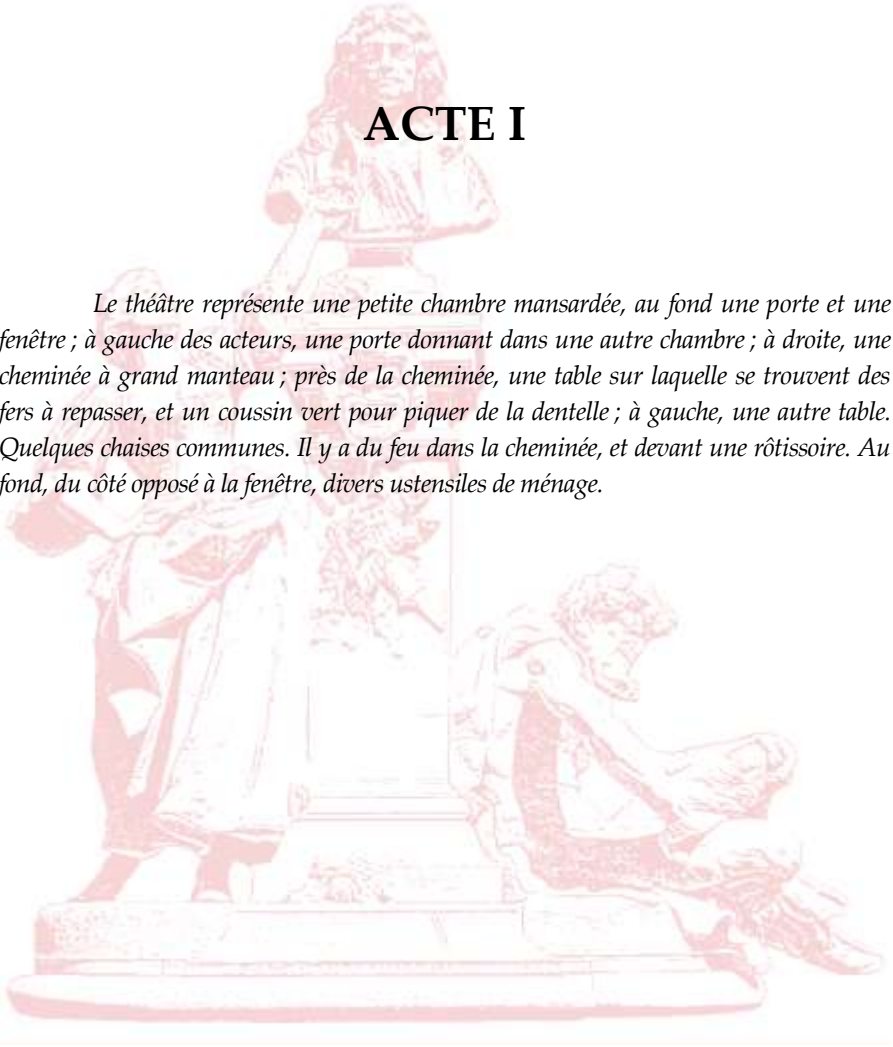 ACTE I
Le théâtre représente une petite chambre mansardée, au fond une porte et une
fenêtre ; à gauche des acteurs, une porte donnant dans une autre chambre ; à droite, une
cheminée à grand manteau ; près de la cheminée, une table sur laquelle se trouvent des
fers à repasser, et un coussin vert pour piquer de la dentelle ; à gauche, une autre table.
Quelques chaises communes. Il y a du feu dans la cheminée, et devant une rôtissoire. Au
fond, du côté opposé à la fenêtre, divers ustensiles de ménage.